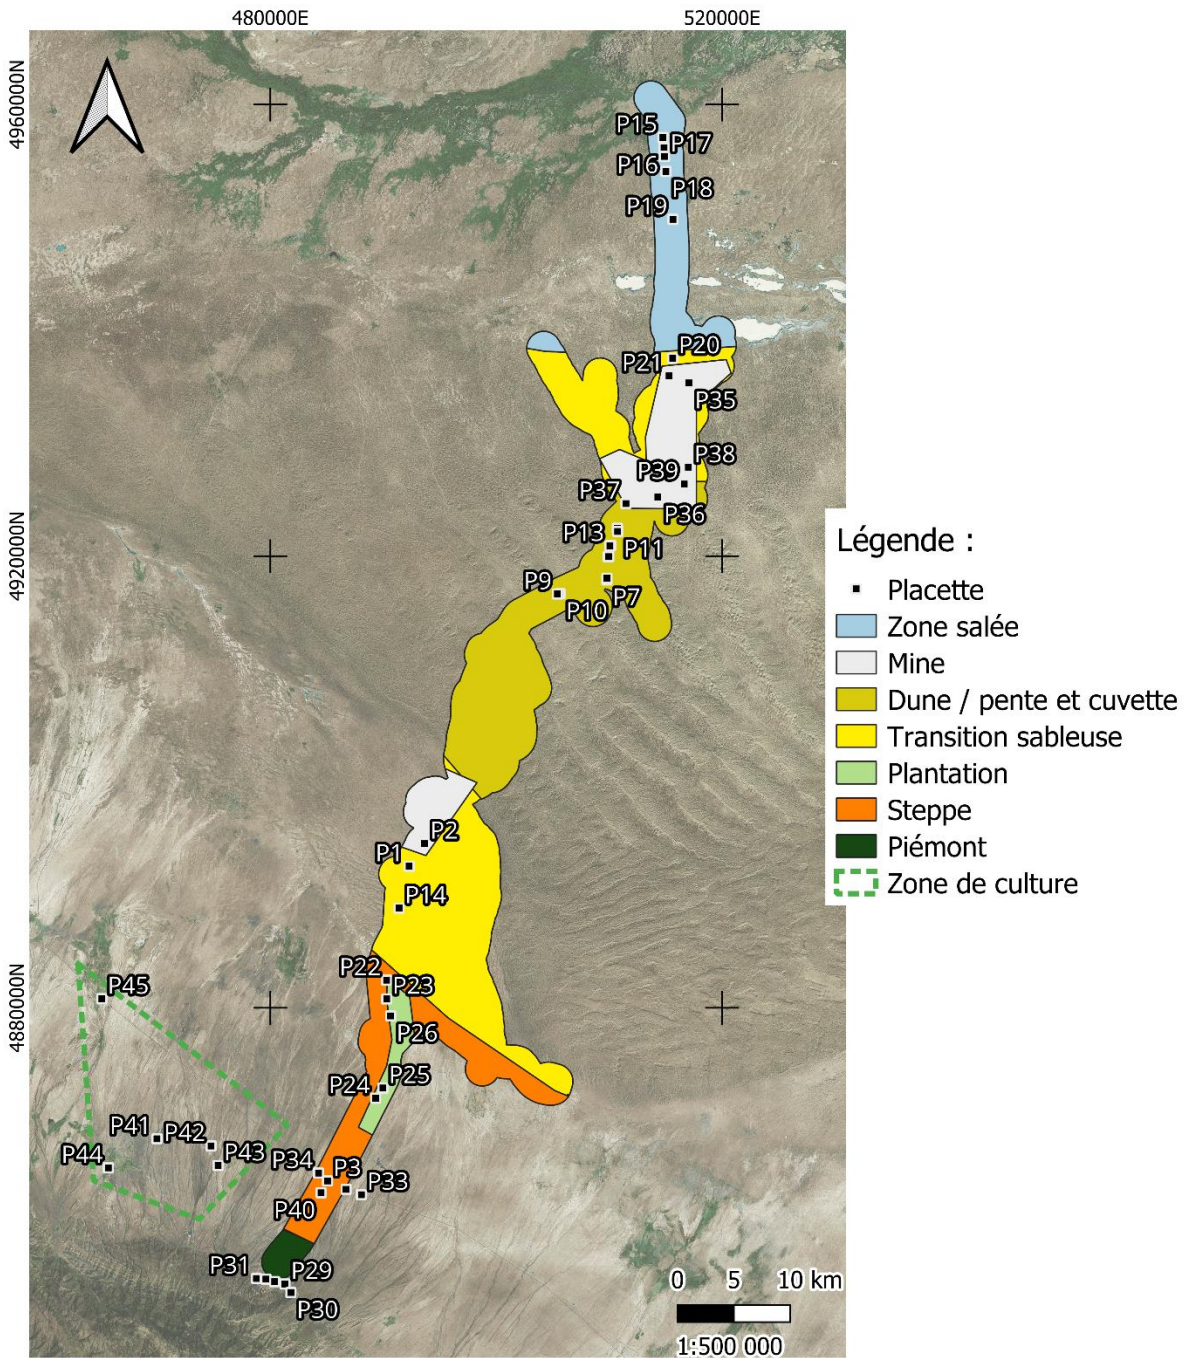 480000E
520000E
4960000N
P15
P17
P16
P18
P19
P20
P21
P35
P38
P39
P37
P36
P13
P11
4920000N
P9
P10
P7
P2
P1
P14
P22
P23
P26
P45
4880000N
P25
P24
P41
P42
P43
P44
P34
P3
P33
P40
P31
P29
P30
Légende :
Placette
Zone salée
Mine
Dune / pente et cuvette
Transition sableuse
Plantation
Steppe
Piémont
Zone de culture
0 5 10 km
1:500 000